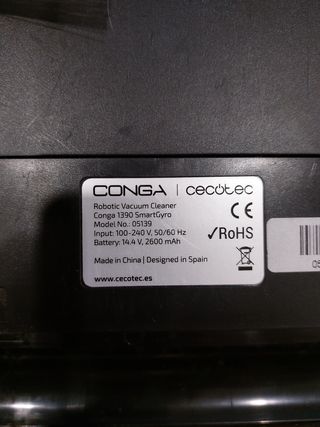 CONGA | cecotec
Robotic Vacuum Cleaner
Conga 1390 SmartGyro
Model No.: 05139
Input: 100-240 V, 50/60 Hz
Battery: 14.4 V, 2600 mAh
CE
✓RoHS
Made in China | Designed in Spain
www.cecotec.es